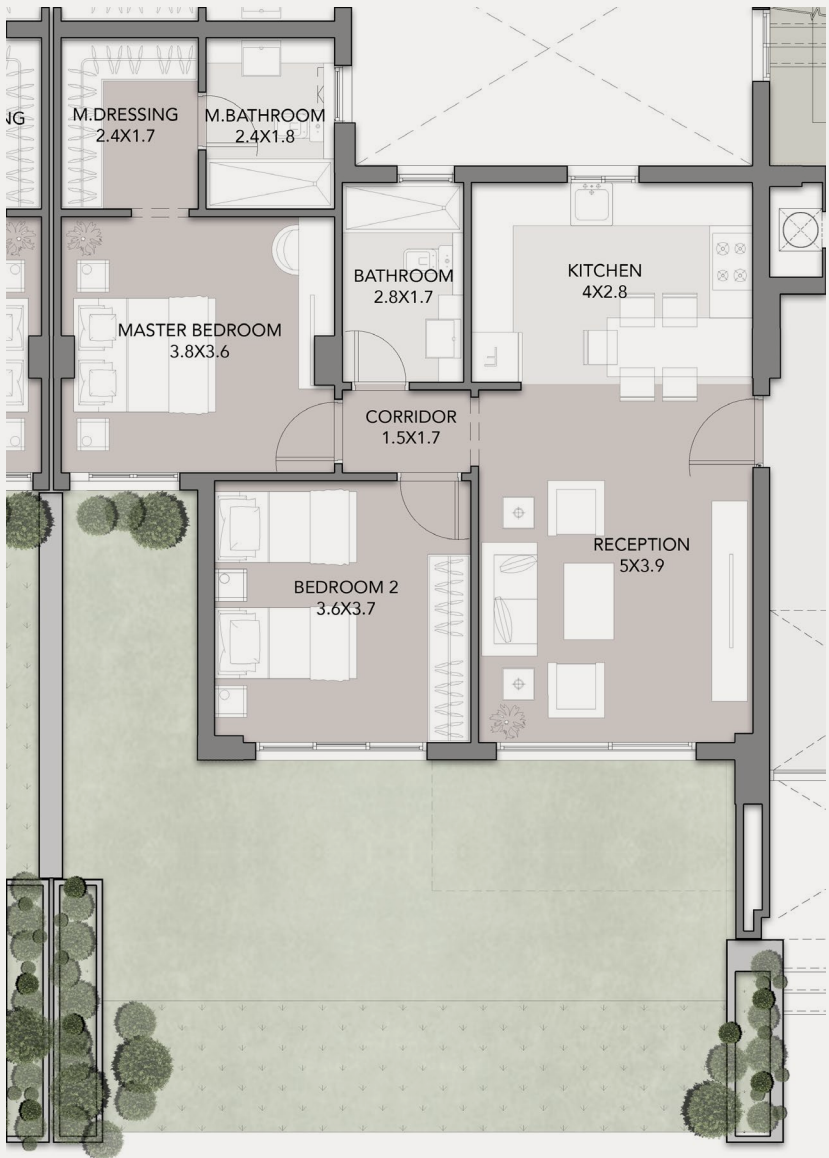 NG
M.DRESSING
2.4X1.7
M.BATHROOM
2.4X1.8
BATHROOM
2.8X1.7
KITCHEN
4X2.8
MASTER BEDROOM
3.8X3.6
CORRIDOR
1.5X1.7
RECEPTION
5X3.9
BEDROOM 2
3.6X3.7